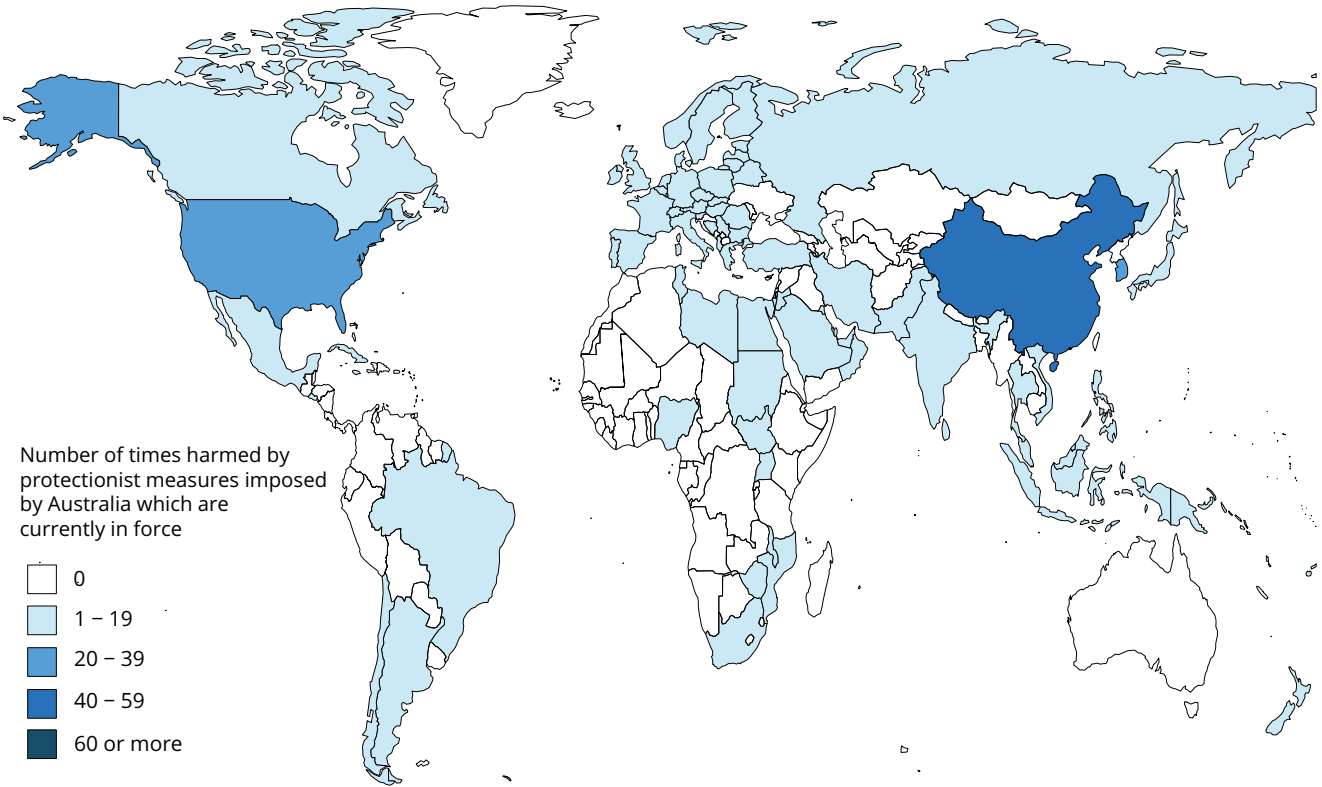 Number of times harmed by
protectionist measures imposed
by Australia which are
currently in force
0
1 – 19
20 – 39
40 – 59
60 or more